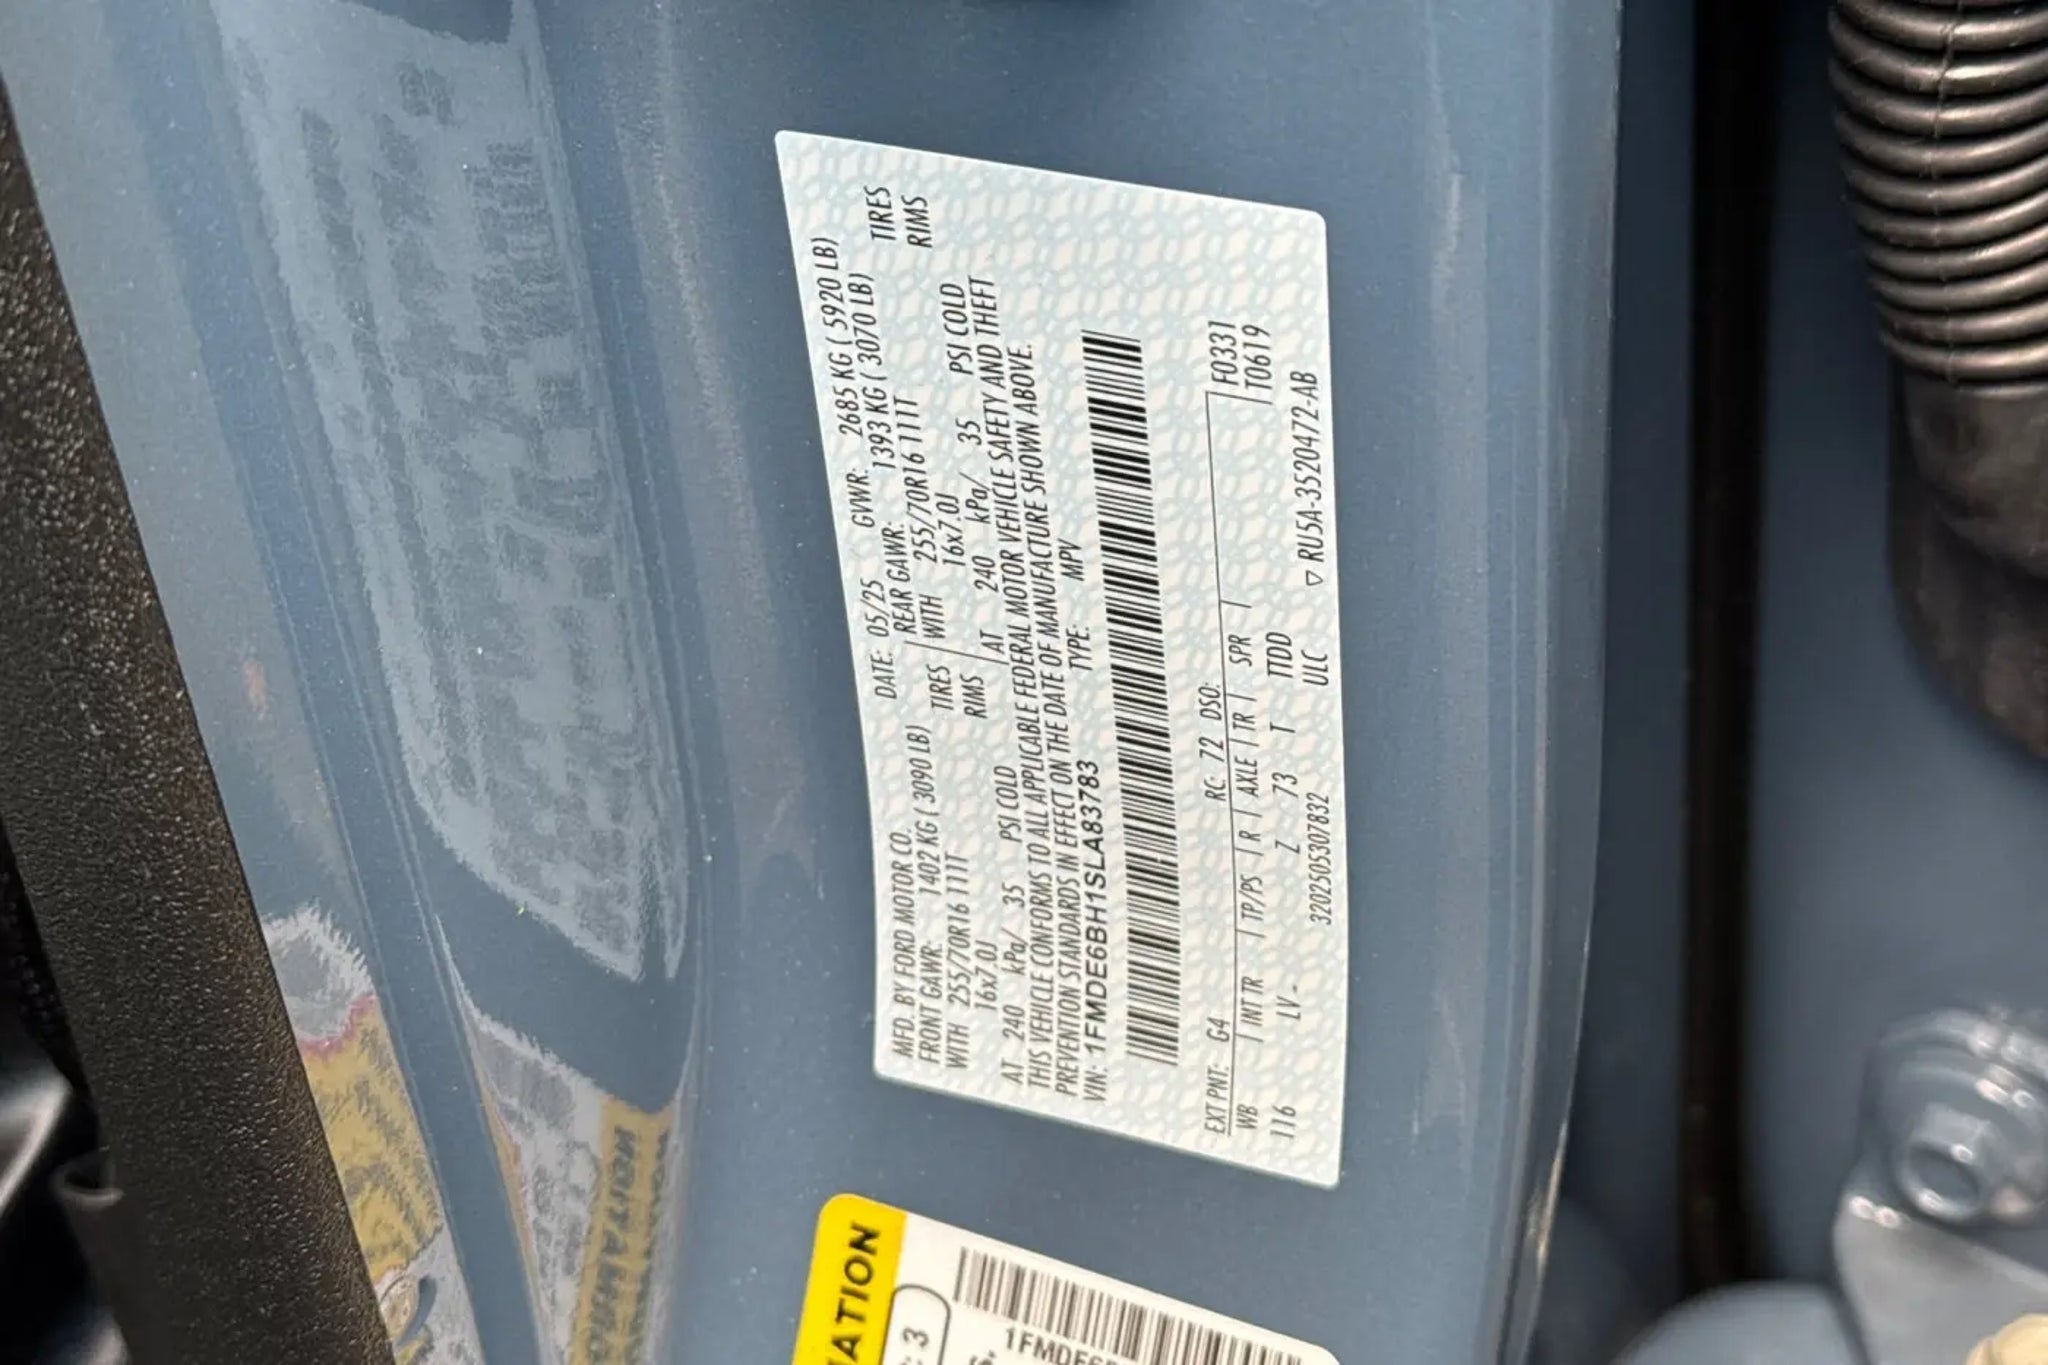 MFD. BY FORD MOTOR CO. DATE: 05/25 GVWR: 2685 KG ( 5920 LB)
FRONT GAWR: 1402 KG ( 3090 LB) REAR GAWR: 1393 KG ( 3070 LB)
WITH 255/70R16 111T TIRES WITH 255/70R16 111T TIRES
16x7.0J RIMS 16x7.0J RIMS
AT 240 kPa/ 35 PSI COLD AT 240 kPa/ 35 PSI COLD
THIS VEHICLE CONFORMS TO ALL APPLICABLE FEDERAL MOTOR VEHICLE SAFETY AND THEFT
PREVENTION STANDARDS IN EFFECT ON THE DATE OF MANUFACTURE SHOWN ABOVE.
VIN: 1FMDE6BH1SLA83783 TYPE: MPV
EXT PNT: G4 RC: 72 DSO: F0331
WB | INT TR | TP/PS | R | AXLE | TR | SPR | T0619
116 LV- Z 73 T TTDD
3202505307832 ULC ▽ RU5A-3520472-AB
MATION
3